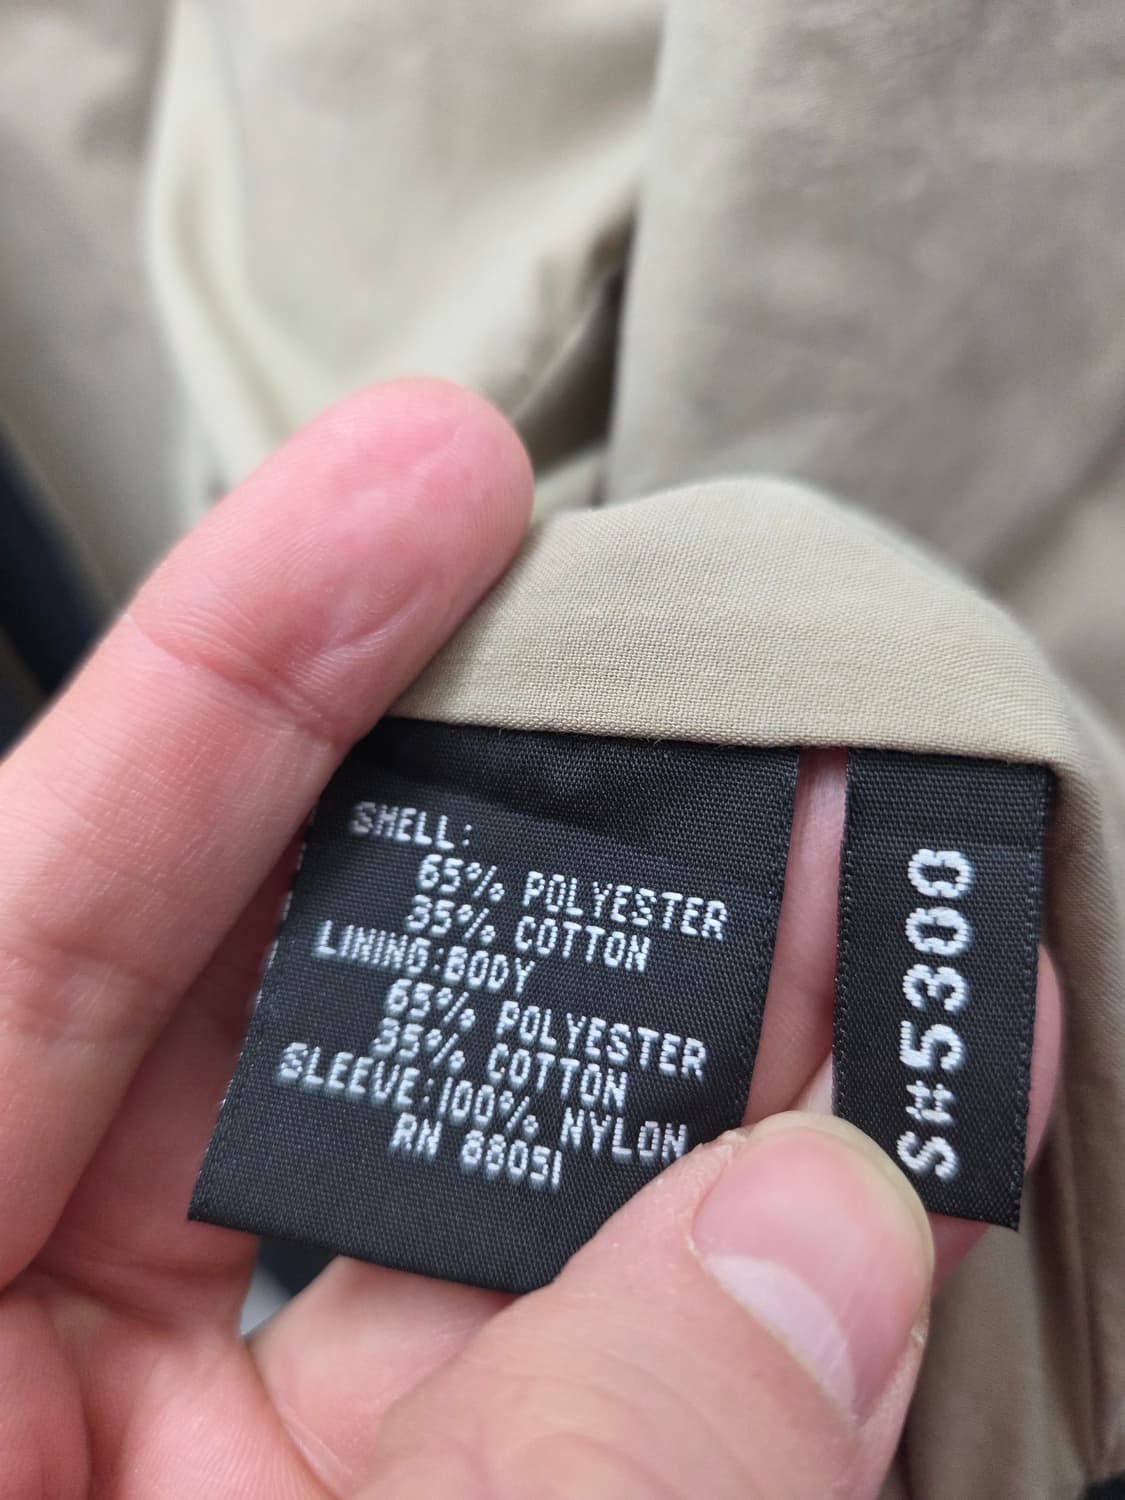 SHELL:
65% POLYESTER
35% COTTON
LINING:BODY
65% POLYESTER
35% COTTON
SLEEVE:100% NYLON
RN 88051
S#5300